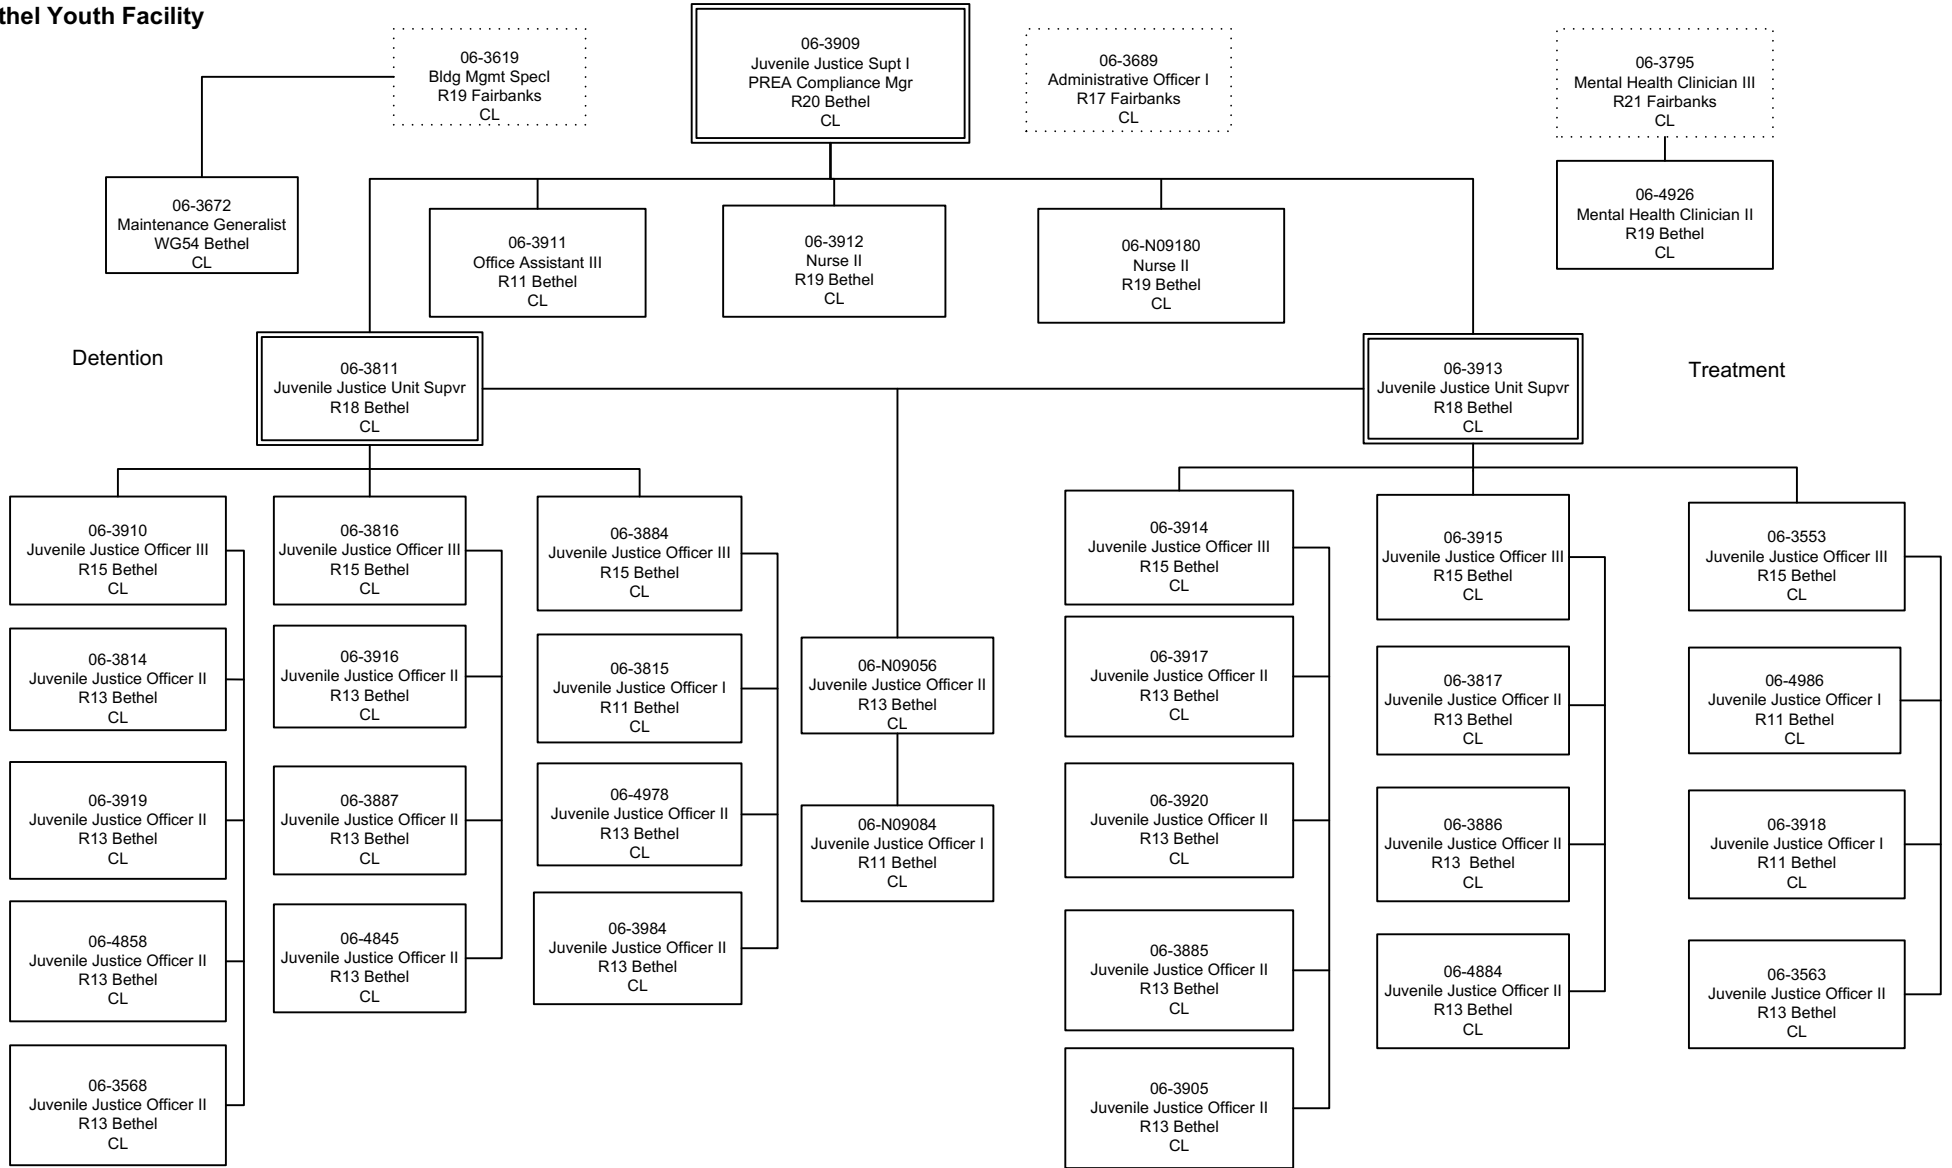 thel Youth Facility
06-3619
Bldg Mgmt Specl
R19 Fairbanks
CL
06-3909
Juvenile Justice Supt I
PREA Compliance Mgr
R20 Bethel
CL
06-3689
Administrative Officer I
R17 Fairbanks
CL
06-3795
Mental Health Clinician III
R21 Fairbanks
CL
06-3672
Maintenance Generalist
WG54 Bethel
CL
06-3911
Office Assistant III
R11 Bethel
CL
06-3912
Nurse II
R19 Bethel
CL
06-N09180
Nurse II
R19 Bethel
CL
06-4926
Mental Health Clinician II
R19 Bethel
CL
Detention
06-3811
Juvenile Justice Unit Supvr
R18 Bethel
CL
06-3913
Juvenile Justice Unit Supvr
R18 Bethel
CL
Treatment
06-3910
Juvenile Justice Officer III
R15 Bethel
CL
06-3814
Juvenile Justice Officer II
R13 Bethel
CL
06-3919
Juvenile Justice Officer II
R13 Bethel
CL
06-4858
Juvenile Justice Officer II
R13 Bethel
CL
06-3568
Juvenile Justice Officer II
R13 Bethel
CL
06-3816
Juvenile Justice Officer III
R15 Bethel
CL
06-3916
Juvenile Justice Officer II
R13 Bethel
CL
06-3887
Juvenile Justice Officer II
R13 Bethel
CL
06-4845
Juvenile Justice Officer II
R13 Bethel
CL
06-3884
Juvenile Justice Officer III
R15 Bethel
CL
06-3815
Juvenile Justice Officer I
R11 Bethel
CL
06-4978
Juvenile Justice Officer II
R13 Bethel
CL
06-3984
Juvenile Justice Officer II
R13 Bethel
CL
06-N09056
Juvenile Justice Officer II
R13 Bethel
CL
06-N09084
Juvenile Justice Officer I
R11 Bethel
CL
06-3914
Juvenile Justice Officer III
R15 Bethel
CL
06-3917
Juvenile Justice Officer II
R13 Bethel
CL
06-3920
Juvenile Justice Officer II
R13 Bethel
CL
06-3885
Juvenile Justice Officer II
R13 Bethel
CL
06-3905
Juvenile Justice Officer II
R13 Bethel
CL
06-3915
Juvenile Justice Officer III
R15 Bethel
CL
06-3817
Juvenile Justice Officer II
R13 Bethel
CL
06-3886
Juvenile Justice Officer II
R13 Bethel
CL
06-4884
Juvenile Justice Officer II
R13 Bethel
CL
06-3553
Juvenile Justice Officer III
R15 Bethel
CL
06-4986
Juvenile Justice Officer I
R11 Bethel
CL
06-3918
Juvenile Justice Officer I
R11 Bethel
CL
06-3563
Juvenile Justice Officer II
R13 Bethel
CL